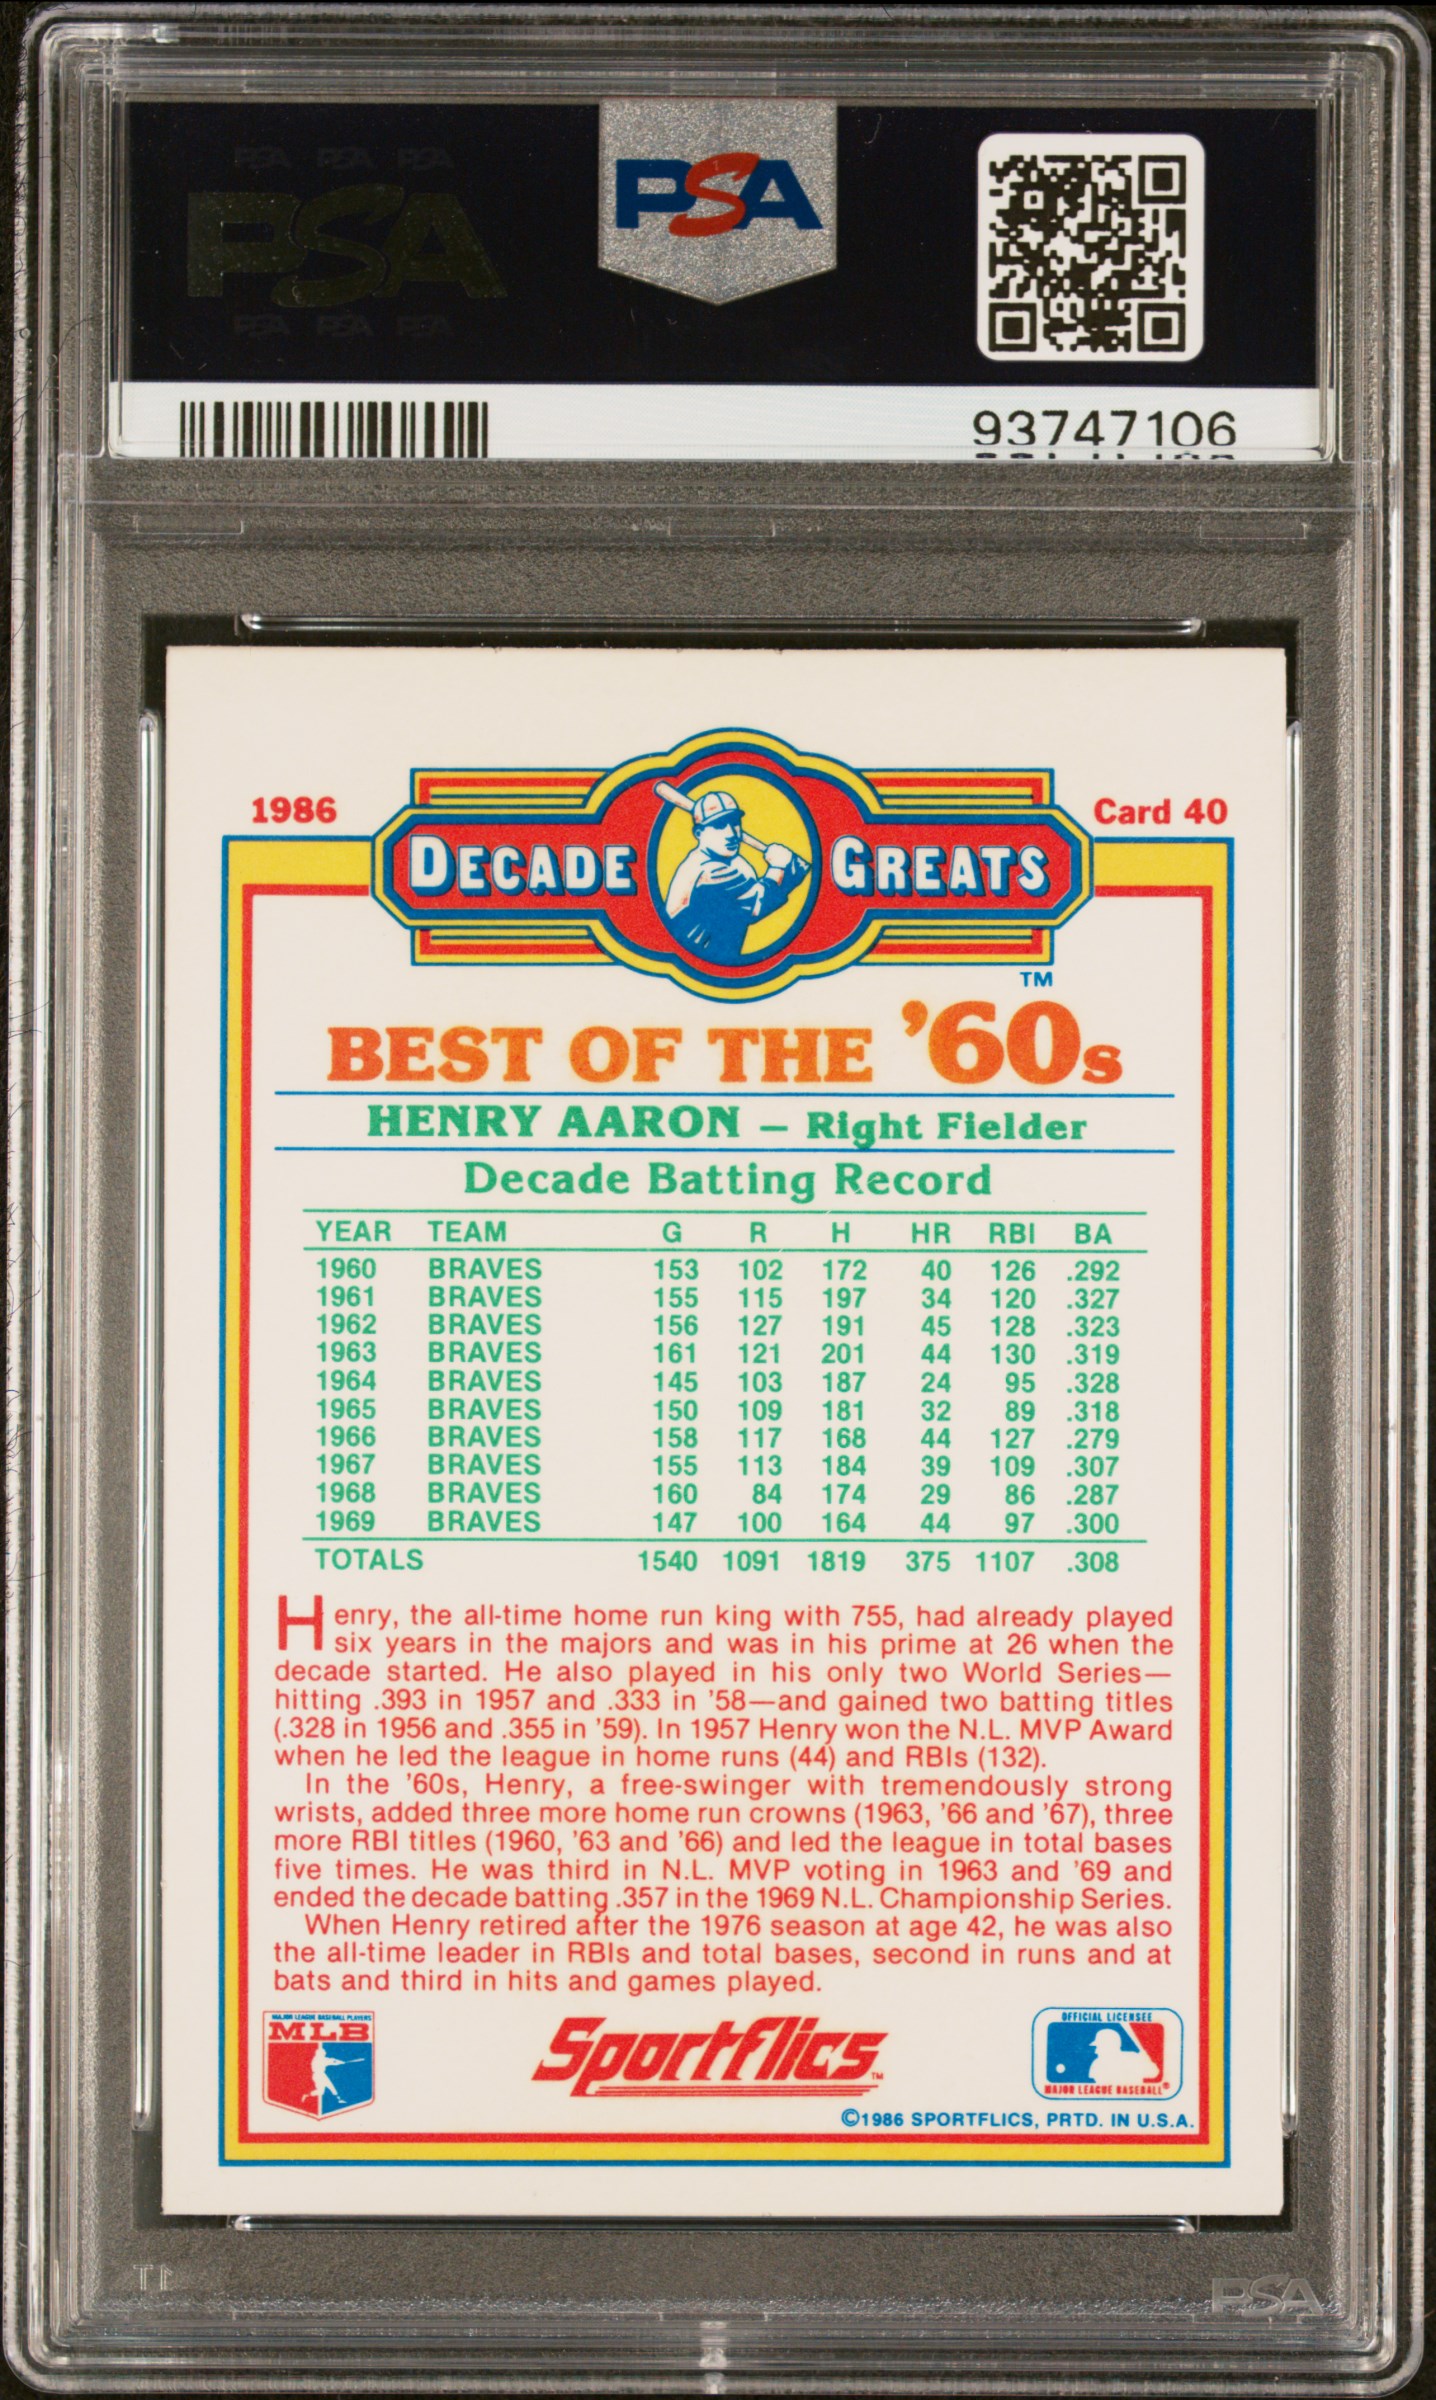 PSA PSA PSA
PSA
PSA PSA PSA
PSA
93747106
1986
Card 40
DECADE GREATS
TM
BEST OF THE '60s
HENRY AARON — Right Fielder
Decade Batting Record
YEAR TEAM G R H HR RBI BA
1960 BRAVES 153 102 172 40 126 .292
1961 BRAVES 155 115 197 34 120 .327
1962 BRAVES 156 127 191 45 128 .323
1963 BRAVES 161 121 201 44 130 .319
1964 BRAVES 145 103 187 24 95 .328
1965 BRAVES 150 109 181 32 89 .318
1966 BRAVES 158 117 168 44 127 .279
1967 BRAVES 155 113 184 39 109 .307
1968 BRAVES 160 84 174 29 86 .287
1969 BRAVES 147 100 164 44 97 .300
TOTALS 1540 1091 1819 375 1107 .308
Henry, the all-time home run king with 755, had already played
six years in the majors and was in his prime at 26 when the
decade started. He also played in his only two World Series—
hitting .393 in 1957 and .333 in '58—and gained two batting titles
(.328 in 1956 and .355 in '59). In 1957 Henry won the N.L. MVP Award
when he led the league in home runs (44) and RBIs (132).
In the '60s, Henry, a free-swinger with tremendously strong
wrists, added three more home run crowns (1963, '66 and '67), three
more RBI titles (1960, '63 and '66) and led the league in total bases
five times. He was third in N.L. MVP voting in 1963 and '69 and
ended the decade batting .357 in the 1969 N.L. Championship Series.
When Henry retired after the 1976 season at age 42, he was also
the all-time leader in RBIs and total bases, second in runs and at
bats and third in hits and games played.
MAJOR LEAGUE BASEBALL PLAYERS
MLB
Sportflics TM
OFFICIAL LICENSEE
MAJOR LEAGUE BASEBALL®
©1986 SPORTFLICS, PRTD. IN U.S.A.
PSA